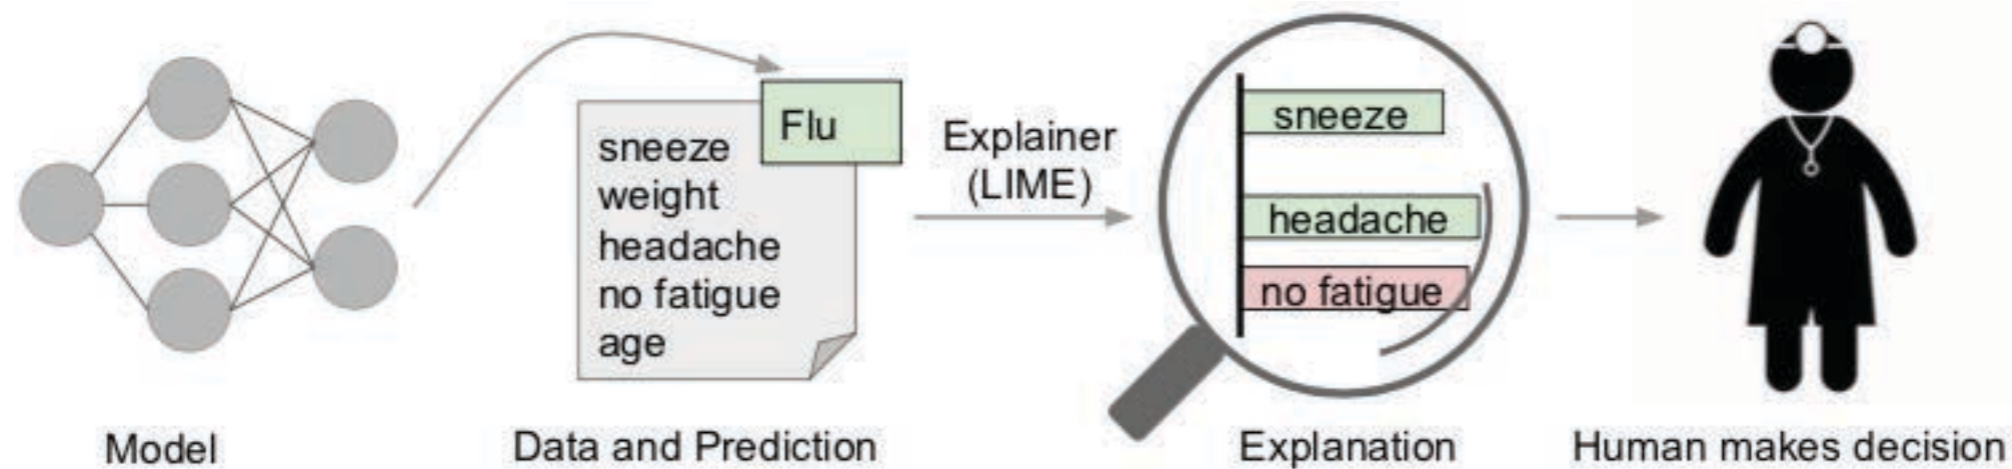 Flu
sneeze
weight
headache
no fatigue
age
Explainer
(LIME)
sneeze
headache
no fatigue
Model
Data and Prediction
Explanation
Human makes decision